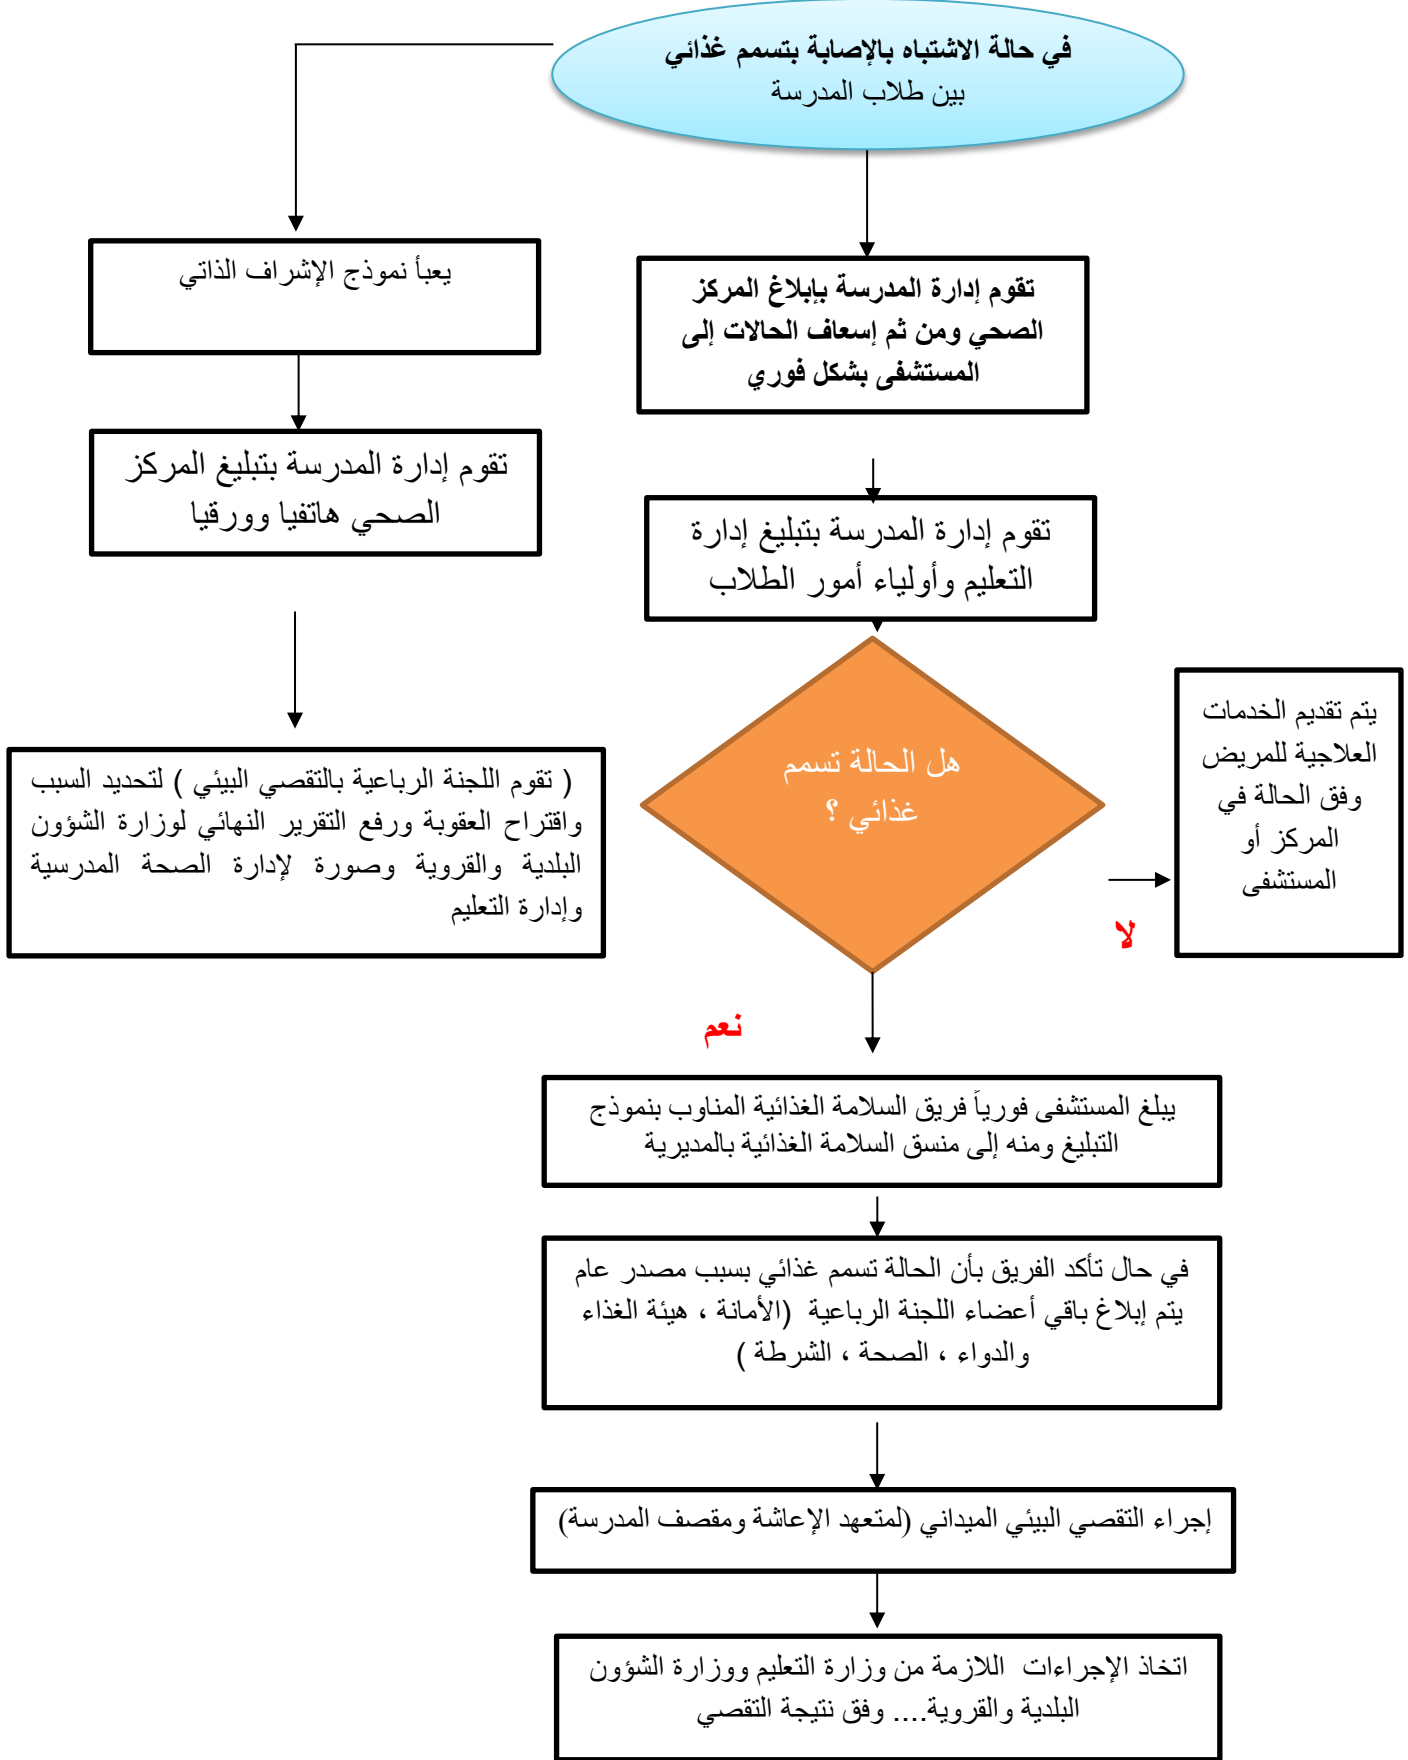 في حالة الاشتباه بالإصابة بتسمم غذائي
بين طلاب المدرسة
تقوم إدارة المدرسة بإبلاغ المركز
الصحي ومن ثم إسعاف الحالات إلى
المستشفى بشكل فوري
يعبأ نموذج الإشراف الذاتي
تقوم إدارة المدرسة بتبليغ المركز
الصحي هاتفيا وورقيا
تقوم إدارة المدرسة بتبليغ إدارة
التعليم وأولياء أمور الطلاب
يتم تقديم الخدمات
العلاجية للمريض
وفق الحالة في
المركز أو
المستشفى
هل الحالة تسمم
غذائي ؟
( تقوم اللجنة الرباعية بالتقصي البيئي ) لتحديد السبب
واقتراح العقوبة ورفع التقرير النهائي لوزارة الشؤون
البلدية والقروية وصورة لإدارة الصحة المدرسية
وإدارة التعليم
لا
نعم
يبلغ المستشفى فورياً فريق السلامة الغذائية المناوب بنموذج
التبليغ ومنه إلى منسق السلامة الغذائية بالمديرية
في حال تأكد الفريق بأن الحالة تسمم غذائي بسبب مصدر عام
يتم إبلاغ باقي أعضاء اللجنة الرباعية (الأمانة ، هيئة الغذاء
والدواء ، الصحة ، الشرطة )
إجراء التقصي البيئي الميداني (لمتعهد الإعاشة ومقصف المدرسة)
اتخاذ الإجراءات اللازمة من وزارة التعليم ووزارة الشؤون
البلدية والقروية.... وفق نتيجة التقصي